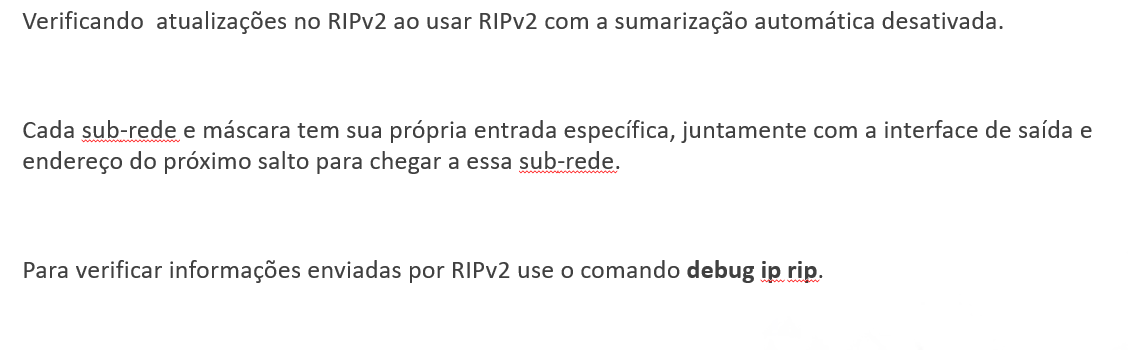 Verificando  atualizações no RIPv2 ao usar RIPv2 com a sumarização automática desativada.
Cada sub-rede e máscara tem sua própria entrada específica, juntamente com a interface de saída e
endereço do próximo salto para chegar a essa sub-rede.
Para verificar informações enviadas por RIPv2 use o comando debug ip rip.